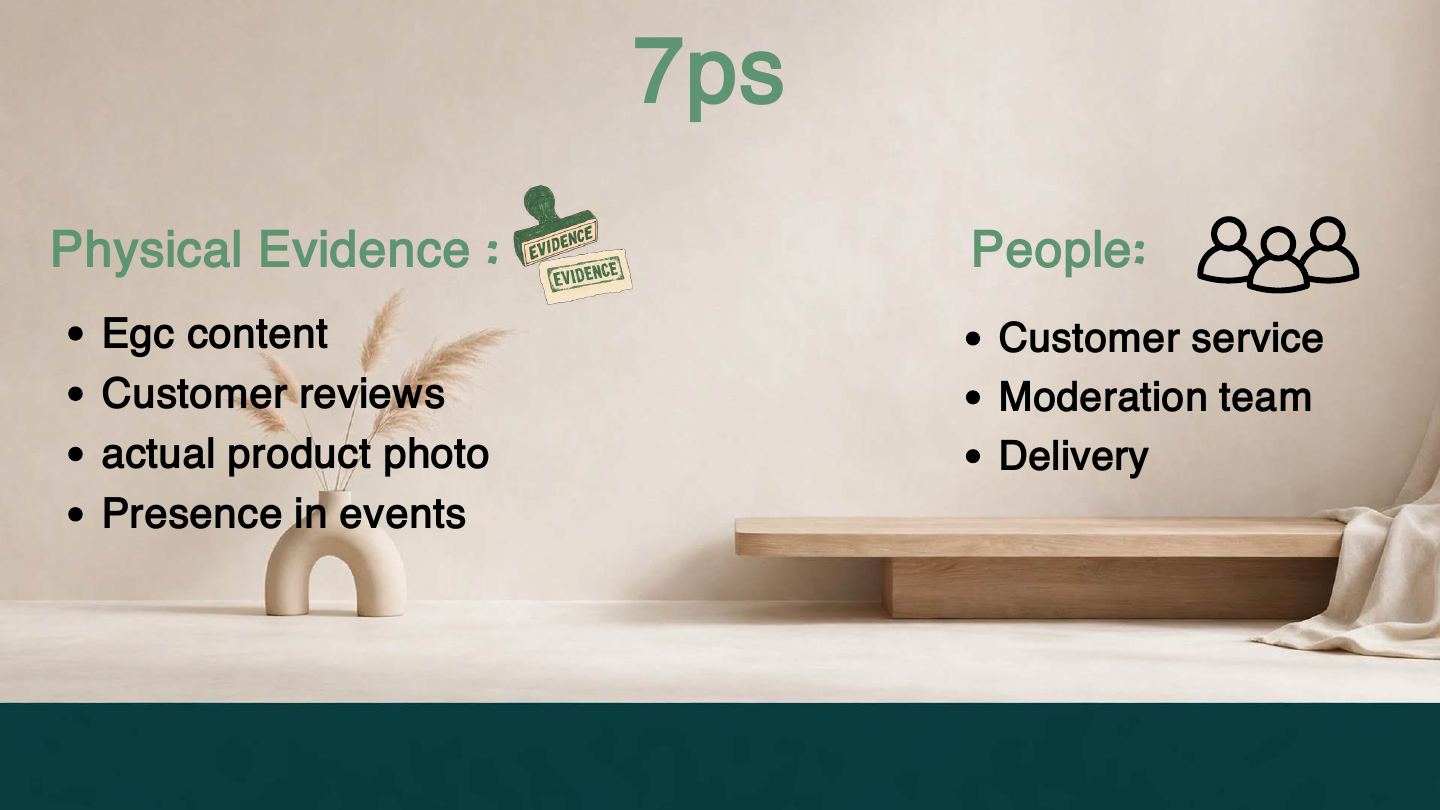 7ps
Physical Evidence :
EVIDENCE
EVIDENCE
• Egc content
• Customer reviews
• actual product photo
• Presence in events
People:
• Customer service
• Moderation team
• Delivery